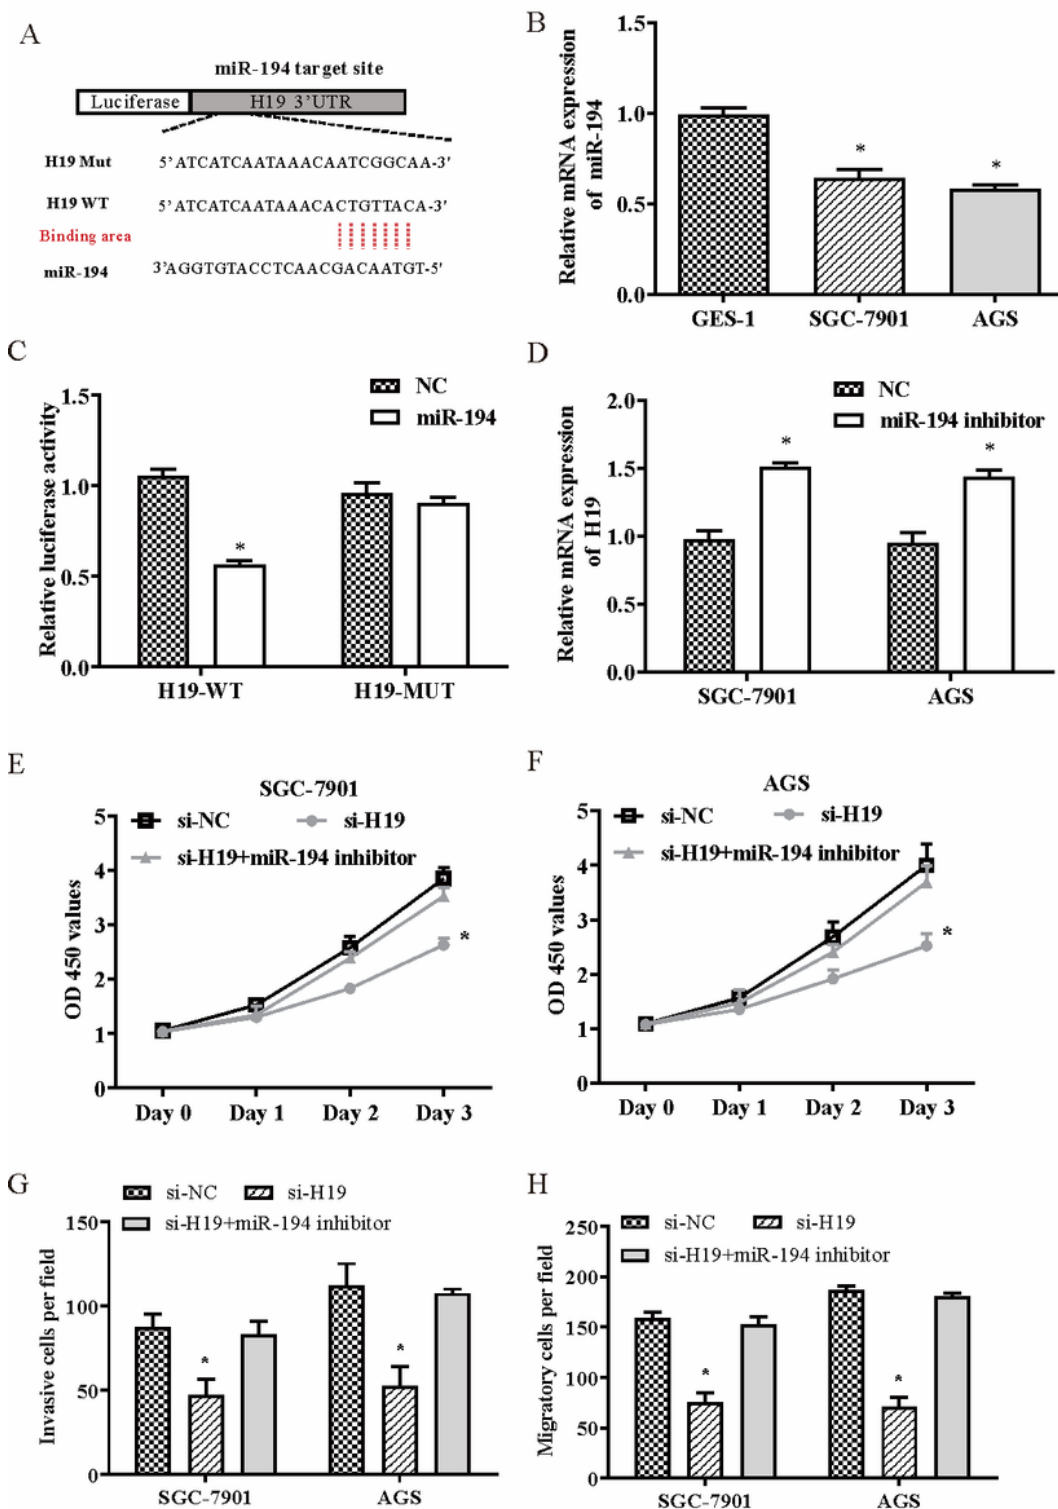 A
miR-194 target site
Luciferase
H19 3'UTR
H19 Mut
5'ATCATCAATAAACAATCGGCAA-3'
H19 WT
5'ATCATCAATAAACACTGTTACA-3'
Binding area
miR-194
3'AGGTGTACCTCAACGACAATGT-5'
B
Relative mRNA expression
of miR-194
1.5
1.0
0.5
0.0
*
*
GES-1
SGC-7901
AGS
C
NC
miR-194
Relative luciferase activity
1.5
1.0
0.5
0.0
*
H19-WT
H19-MUT
D
NC
miR-194 inhibitor
Relative mRNA expression
of H19
2.0
1.5
1.0
0.5
0.0
*
*
SGC-7901
AGS
E
SGC-7901
si-NC
si-H19
si-H19+miR-194 inhibitor
OD 450 values
5
4
3
2
1
0
*
Day 0
Day 1
Day 2
Day 3
F
AGS
si-NC
si-H19
si-H19+miR-194 inhibitor
OD 450 values
5
4
3
2
1
0
*
Day 0
Day 1
Day 2
Day 3
G
si-NC
si-H19
si-H19+miR-194 inhibitor
Invasive cells per field
150
100
50
0
*
*
SGC-7901
AGS
H
si-NC
si-H19
si-H19+miR-194 inhibitor
Migratory cells per field
250
200
150
100
50
0
*
*
SGC-7901
AGS